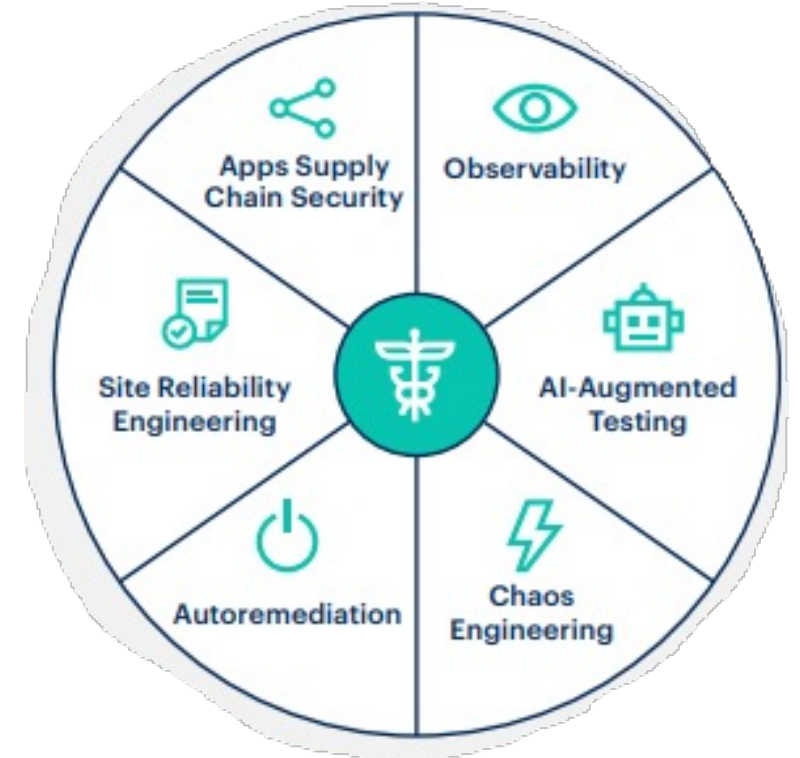 Apps Supply
Chain Security
Observability
Site Reliability
Engineering
AI-Augmented
Testing
Autoremediation
Chaos
Engineering